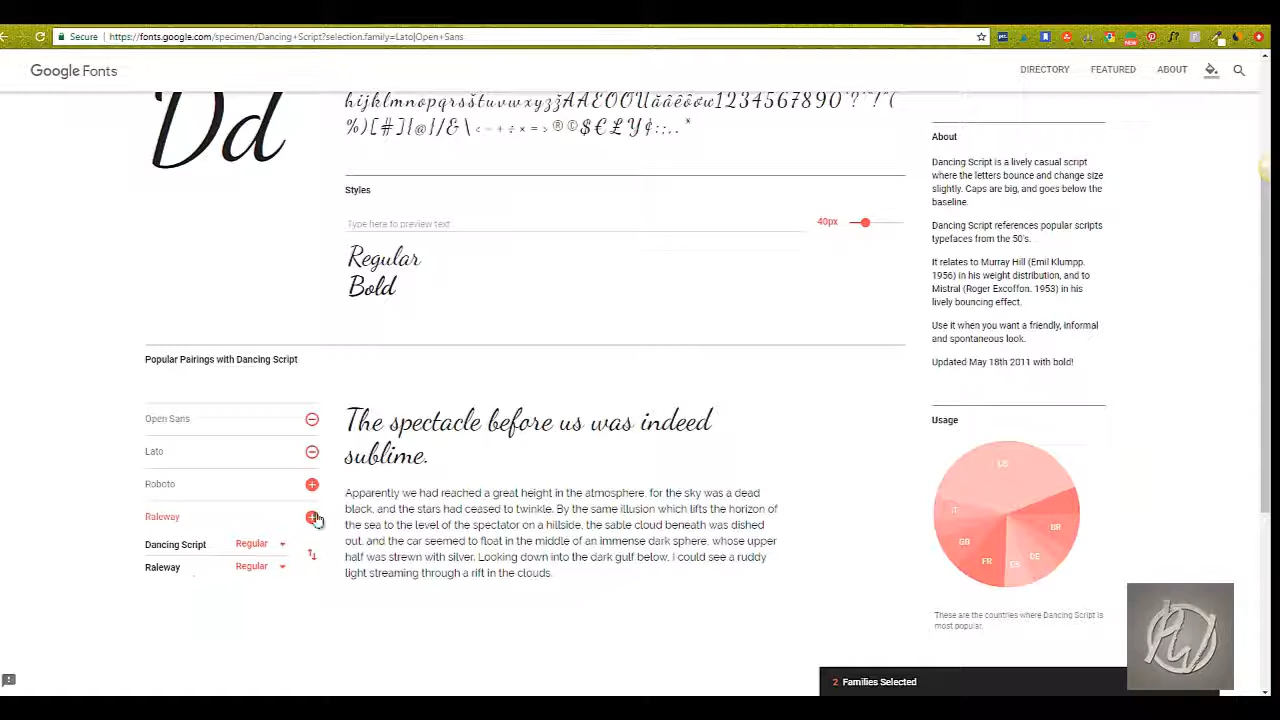 Secure
https://fonts.google.com/specimen/Dancing+Script?selection.family=Lato|Open+Sans
Google Fonts
DIRECTORY
FEATURED
ABOUT
Dd
%)[#]{@}/&\<-+÷×=>®©$€£¥¢:;,.*
Styles
Type here to preview text
40px
Regular
Bold
Popular Pairings with Dancing Script
Open Sans
Lato
Roboto
Raleway
Dancing Script Regular
Raleway Regular
The spectacle before us was indeed
sublime.
Apparently we had reached a great height in the atmosphere, for the sky was a dead
black, and the stars had ceased to twinkle. By the same illusion which lifts the horizon of
the sea to the level of the spectator on a hillside, the sable cloud beneath was dished
out, and the car seemed to float in the middle of an immense dark sphere, whose upper
half was strewn with silver. Looking down into the dark gulf below, I could see a ruddy
light streaming through a rift in the clouds.
About
Dancing Script is a lively casual script
where the letters bounce and change size
slightly. Caps are big, and goes below the
baseline.
Dancing Script references popular scripts
typefaces from the 50's.
It relates to Murray Hill (Emil Klumpp.
1956) in his weight distribution, and to
Mistral (Roger Excoffon. 1953) in his
lively bouncing effect.
Use it when you want a friendly, informal
and spontaneous look.
Updated May 18th 2011 with bold!
Usage
US
IT
BR
GB
DE
FR
ES
These are the countries where Dancing Script is
most popular.
2 Families Selected